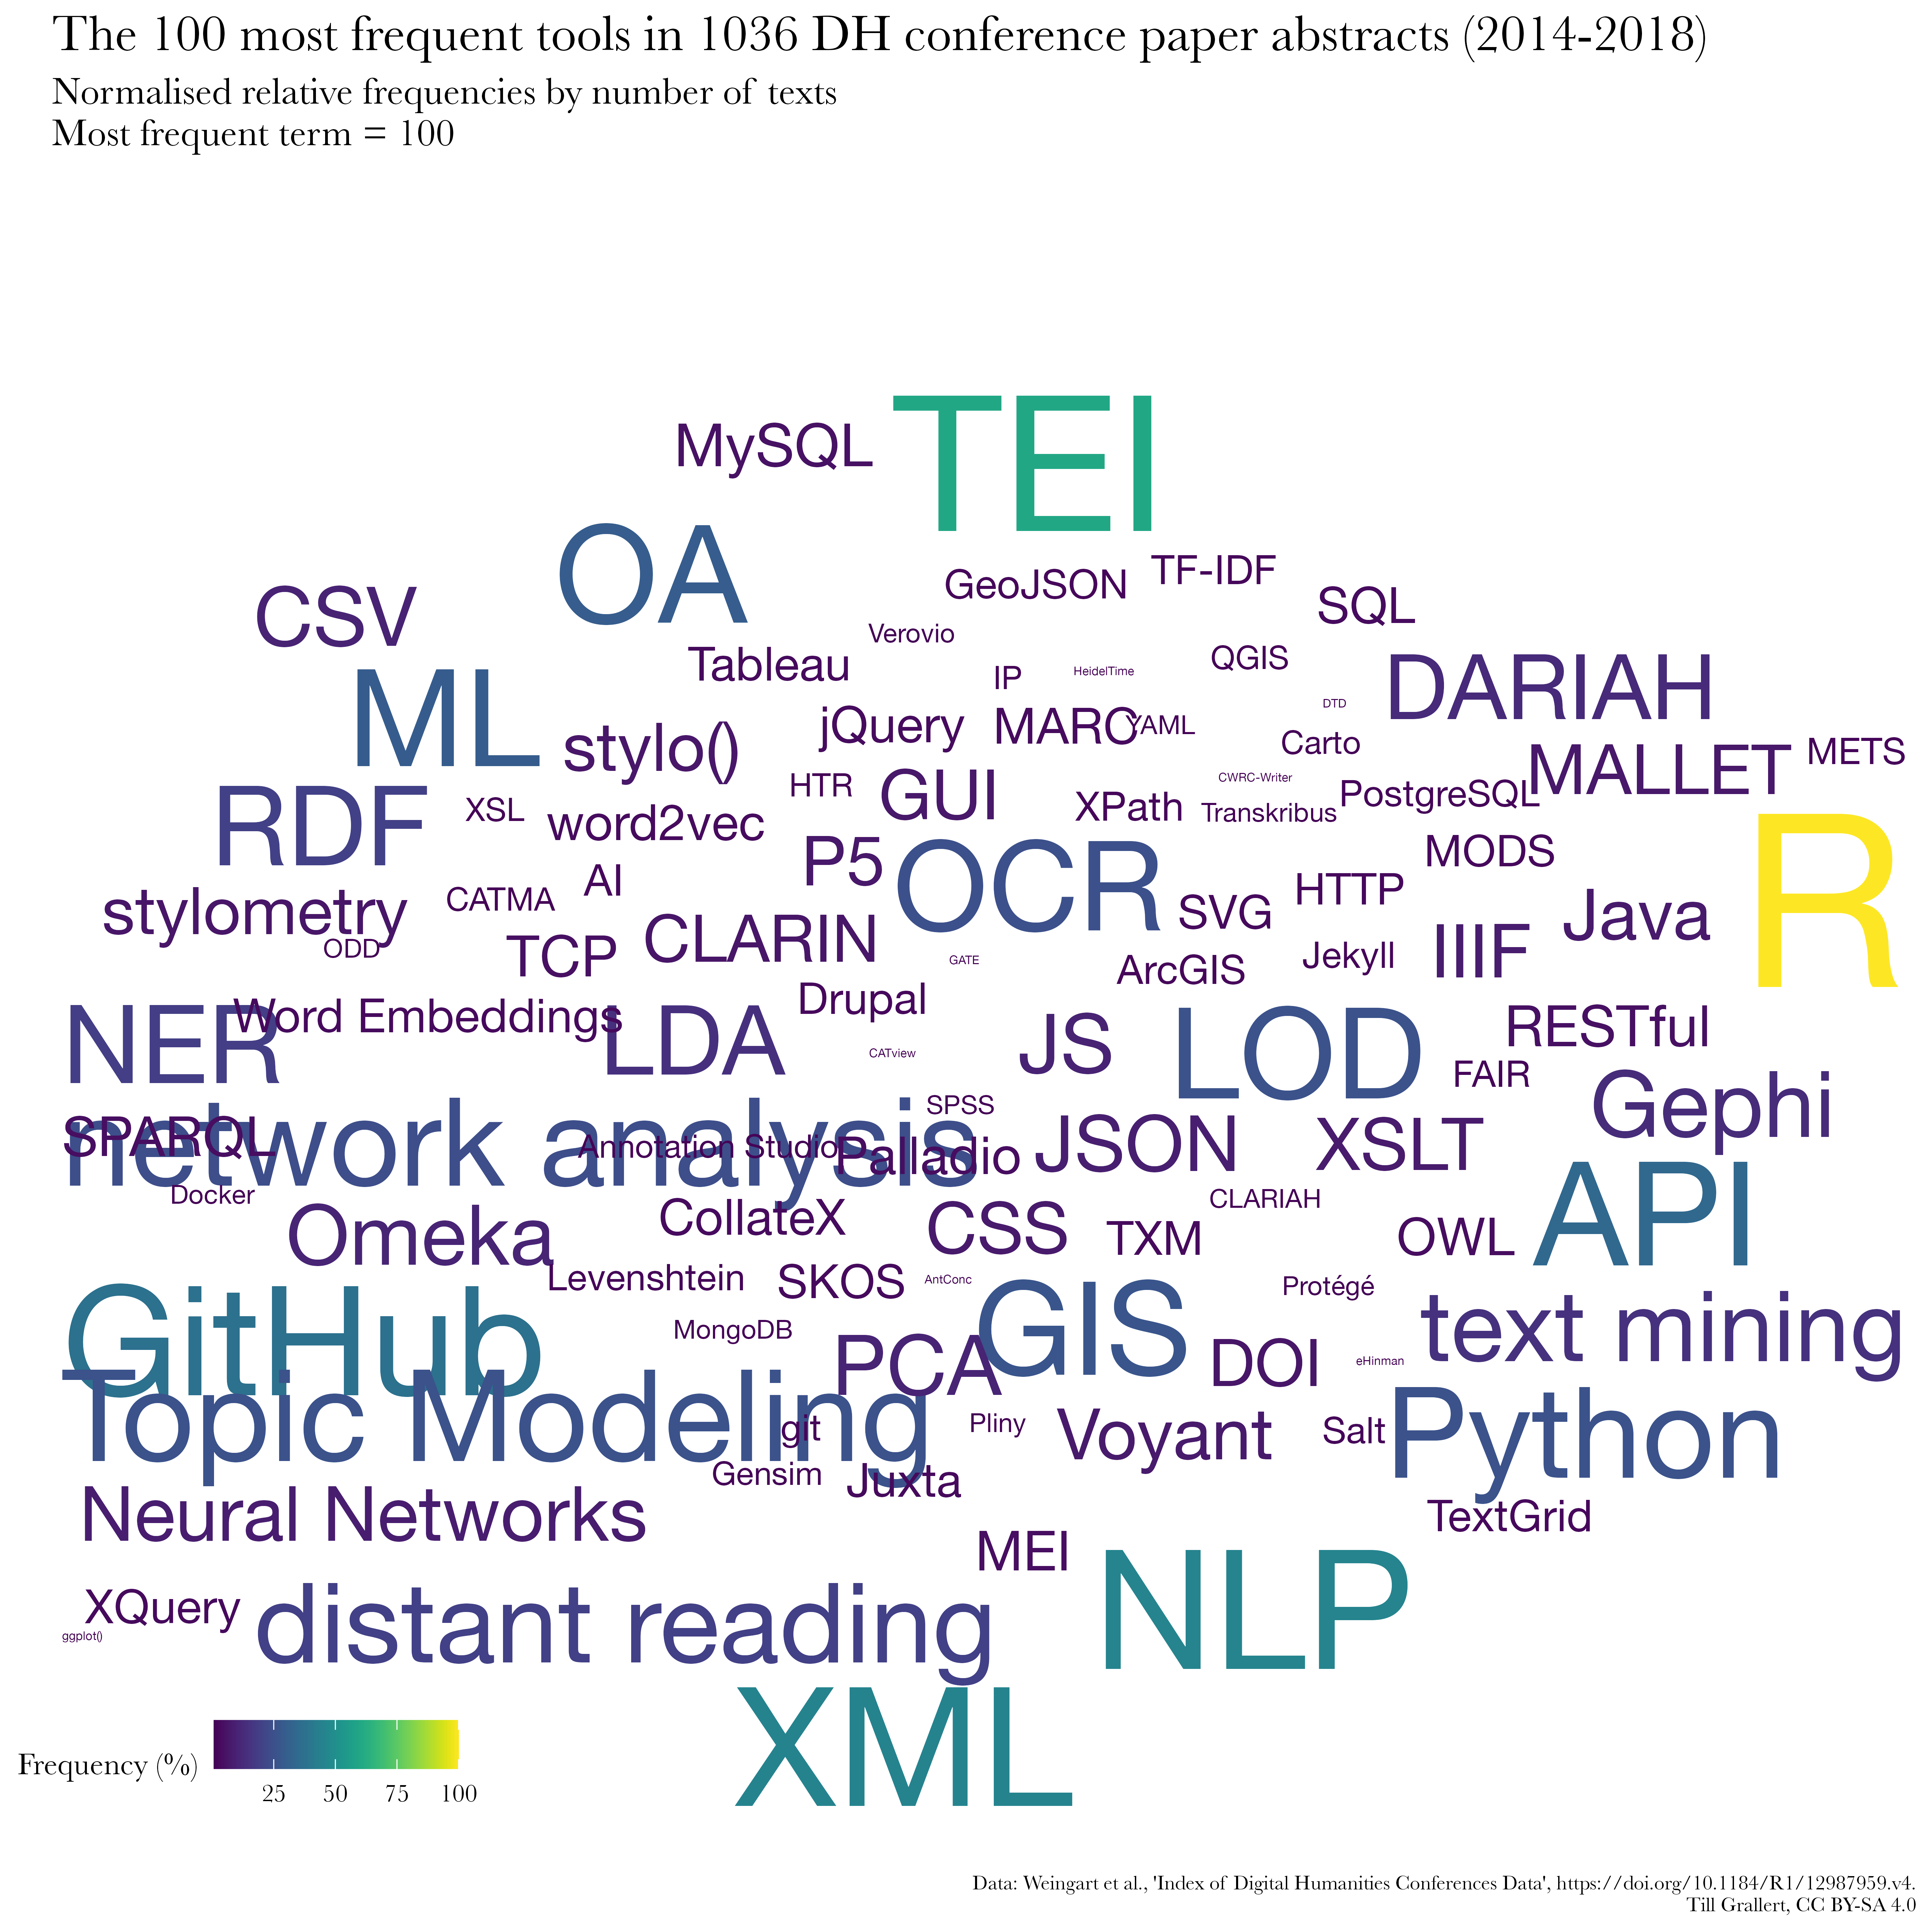 The 100 most frequent tools in 1036 DH conference paper abstracts (2014-2018)
Normalised relative frequencies by number of texts
Most frequent term = 100
TEI
MySQL
OA
TF-IDF
GeoJSON
CSV
SQL
Verovio
Tableau
QGIS
IP
HeidelTime
DARIAH
DTD
ML
stylo()
jQuery
MARC
YAML
Carto
MALLET
METS
HTR
GUI
CWRC-Writer
PostgreSQL
RDF
XSL
word2vec
XPath
Transkribus
P5
OCR
MODS
R
AI
HTTP
stylometry
CATMA
SVG
Java
ODD
TCP
CLARIN
GATE
ArcGIS
Jekyll
IIIF
Drupal
NER
Word Embeddings
LDA
JS
LOD
RESTful
CATview
FAIR
SPSS
Gephi
SPARQL
network analysis
Annotation Studio
Palladio
JSON
XSLT
Docker
CLARIAH
API
Omeka
CollateX
CSS
TXM
OWL
Levenshtein
SKOS
AntConc
Protégé
GitHub
GIS
text mining
MongoDB
PCA
DOI
eHinman
Topic Modeling
git
Pliny
Voyant
Salt
Python
Gensim
Juxta
Neural Networks
TextGrid
MEI
NLP
XQuery
distant reading
ggplot()
XML
Frequency (%)
25 50 75 100
Data: Weingart et al., 'Index of Digital Humanities Conferences Data', https://doi.org/10.1184/R1/12987959.v4.
Till Grallert, CC BY-SA 4.0